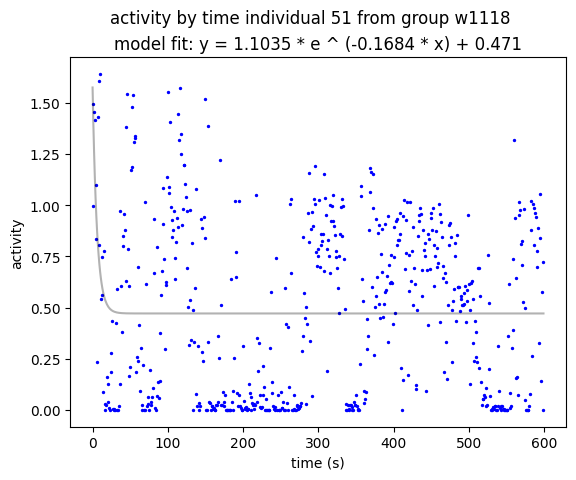 activity by time individual 51 from group w1118
model fit: y = 1.1035 * e ^ (-0.1684 * x) + 0.471
1.50
1.25
1.00
0.75
0.50
0.25
0.00
activity
0 100 200 300 400 500 600
time (s)